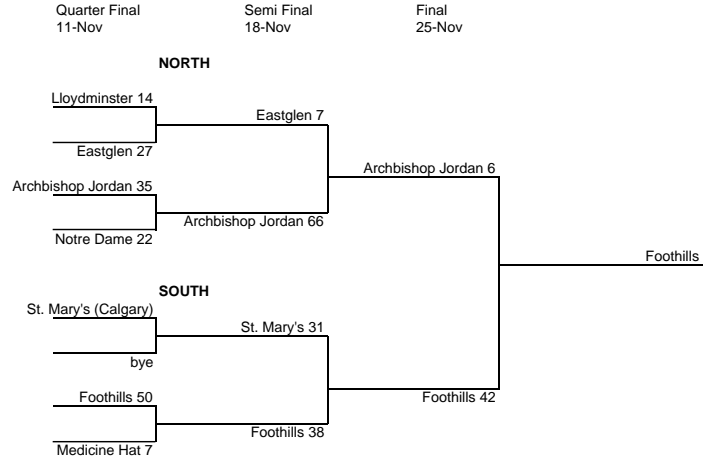 Quarter Final Semi Final Final
11-Nov 18-Nov 25-Nov
NORTH
Lloydminster 14
Eastglen 7
Eastglen 27
Archbishop Jordan 6
Archbishop Jordan 35
Archbishop Jordan 66
Notre Dame 22
Foothills
SOUTH
St. Mary's (Calgary)
St. Mary's 31
bye
Foothills 50
Foothills 42
Foothills 38
Medicine Hat 7